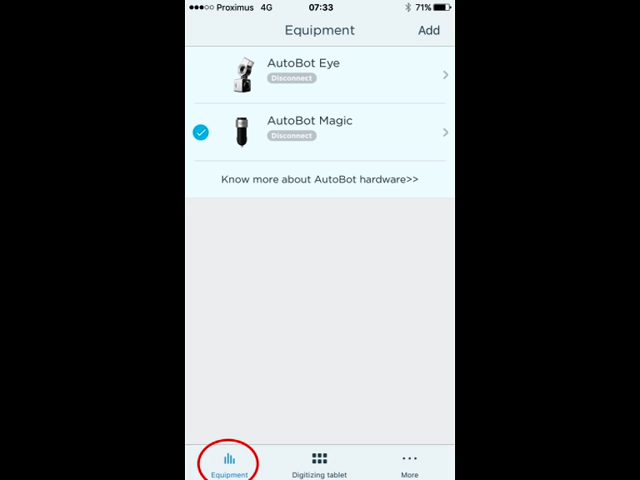 Proximus 4G 07:33 71%
Equipment Add
AutoBot Eye
Disconnect
AutoBot Magic
Disconnect
Know more about AutoBot hardware>>
Equipment Digitizing tablet More